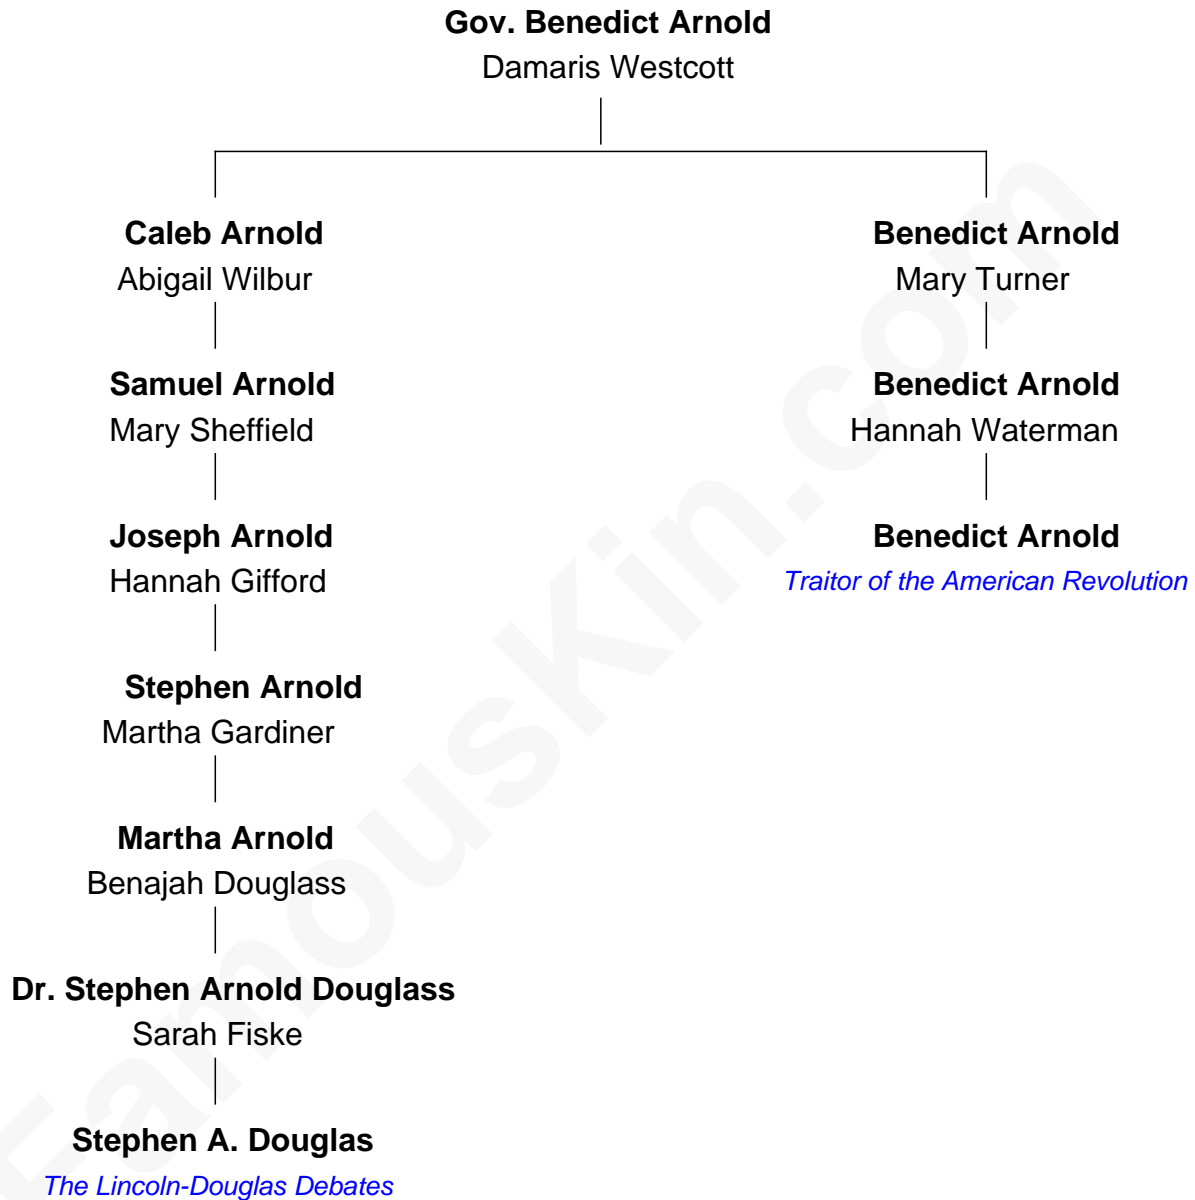 Gov. Benedict Arnold
Damaris Westcott
Caleb Arnold
Abigail Wilbur
Benedict Arnold
Mary Turner
Samuel Arnold
Mary Sheffield
Benedict Arnold
Hannah Waterman
Joseph Arnold
Hannah Gifford
Benedict Arnold
Traitor of the American Revolution
Stephen Arnold
Martha Gardiner
Martha Arnold
Benajah Douglass
Dr. Stephen Arnold Douglass
Sarah Fiske
Stephen A. Douglas
The Lincoln-Douglas Debates
FamousKin.com